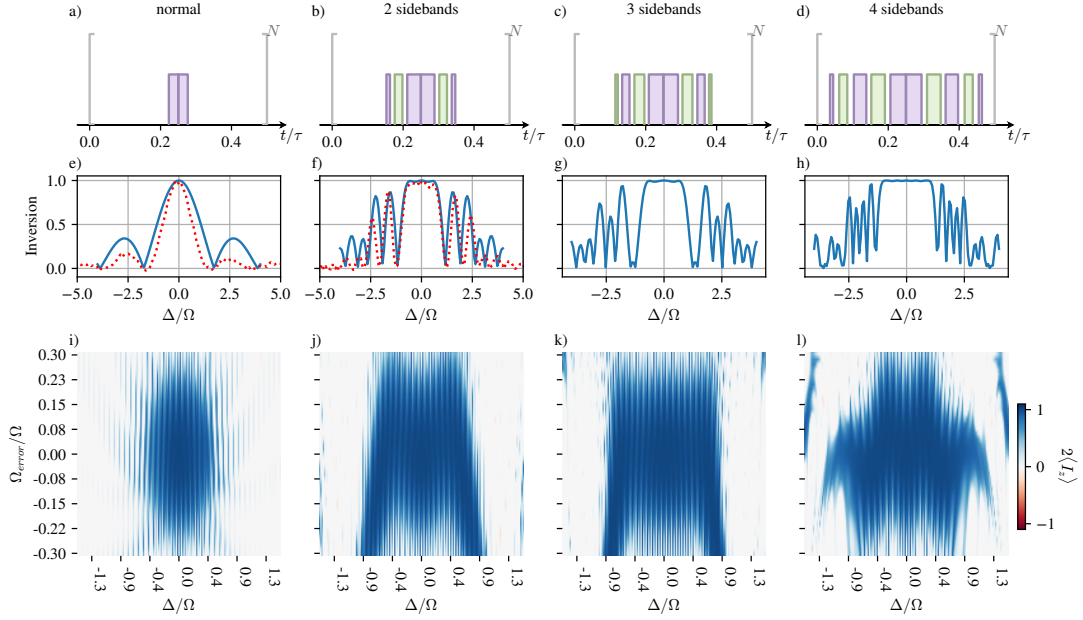 a) normal
b) 2 sidebands
c) 3 sidebands
d) 4 sidebands
N N N N
0.0 0.2 0.4 t/τ
0.0 0.2 0.4 t/τ
0.0 0.2 0.4 t/τ
0.0 0.2 0.4 t/τ
e) f) g) h)
Inversion
1.0
0.5
0.0
−5.0 −2.5 0.0 2.5 5.0
−5.0 −2.5 0.0 2.5 5.0
−2.5 0.0 2.5
−2.5 0.0 2.5
Δ/Ω Δ/Ω Δ/Ω Δ/Ω
i) j) k) l)
Ω_error/Ω
0.30
0.23
0.15
0.08
0.00
-0.08
-0.15
-0.22
-0.30
-1.3 -0.9 -0.4 0.0 0.4 0.9 1.3
-1.3 -0.9 -0.4 0.0 0.4 0.9 1.3
-1.3 -0.9 -0.4 0.0 0.4 0.9 1.3
-1.3 -0.9 -0.4 0.0 0.4 0.9 1.3
Δ/Ω Δ/Ω Δ/Ω Δ/Ω
1
0
−1
2⟨I_z⟩